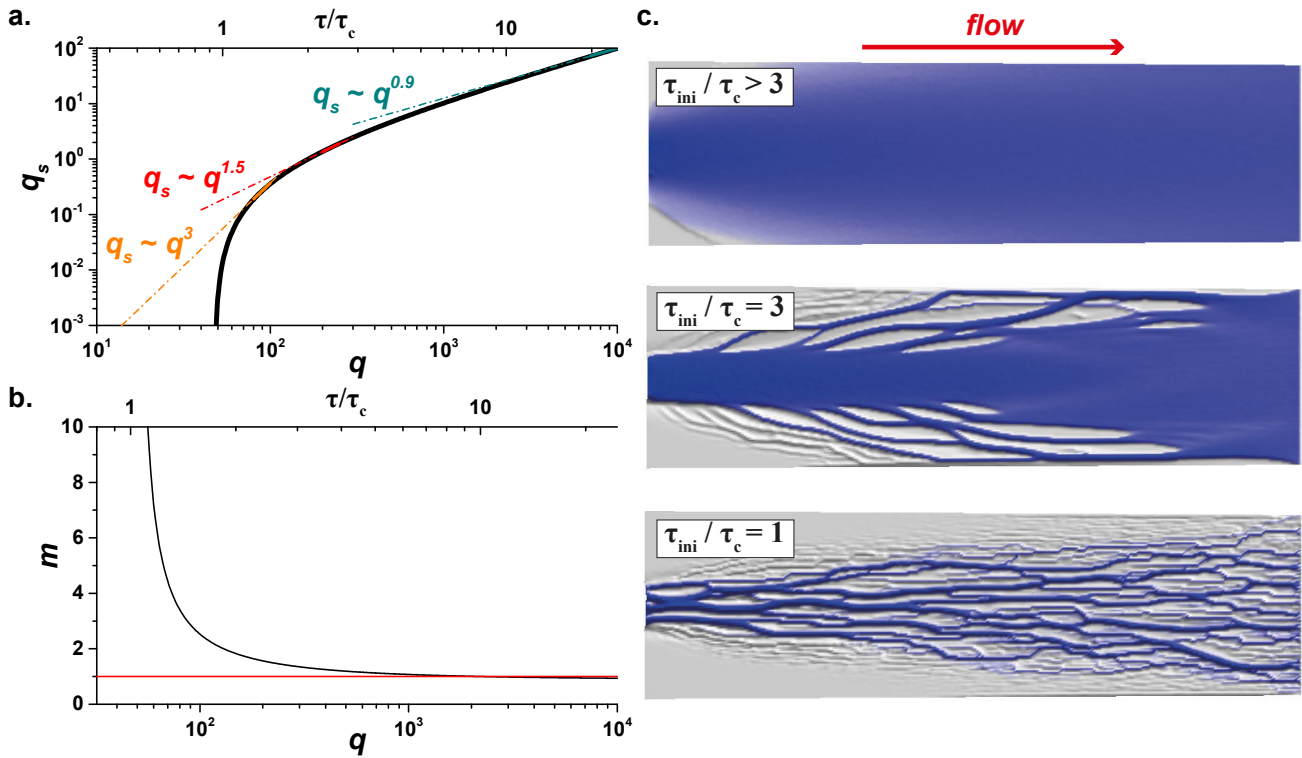 a.
τ/τc
1 10
10²
10¹
10⁰
10⁻¹
10⁻²
10⁻³
qs
qs ~ q^0.9
qs ~ q^1.5
qs ~ q^3
10¹ 10² 10³ 10⁴
q
b.
τ/τc
1 10
10
8
6
4
2
0
m
10² 10³ 10⁴
q
c.
flow
τini / τc > 3
τini / τc = 3
τini / τc = 1